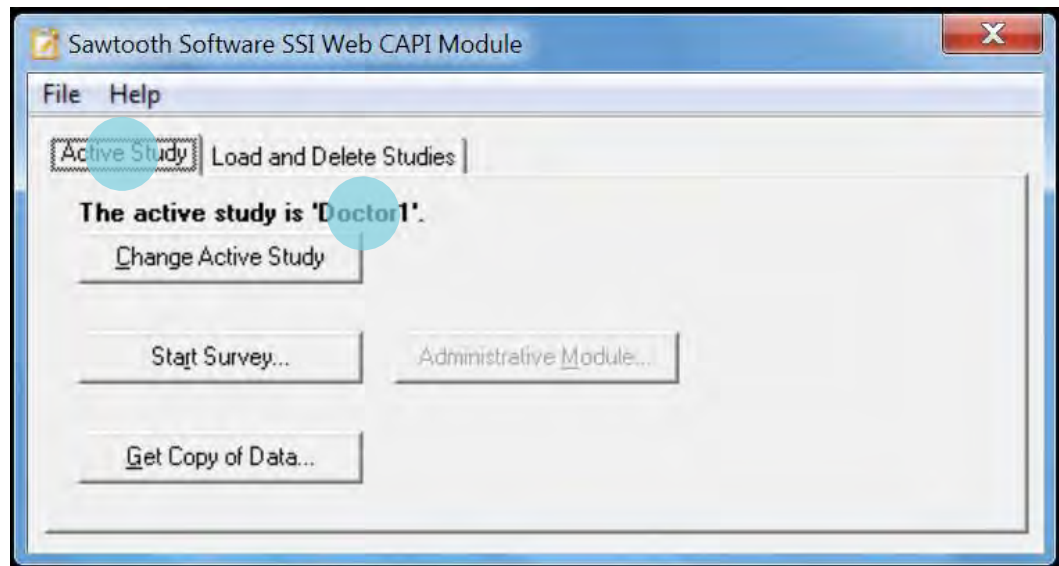 Sawtooth Software SSI Web CAPI Module
File Help
Active Study Load and Delete Studies
The active study is 'Doctor1'.
Change Active Study
Start Survey... Administrative Module...
Get Copy of Data...